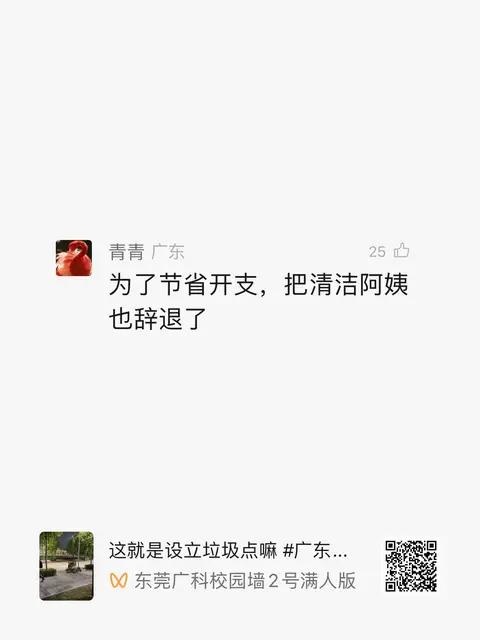 青青 广东
25
为了节省开支，把清洁阿姨
也辞退了
这就是设立垃圾点嘛 #广东...
东莞广科校园墙2号满人版